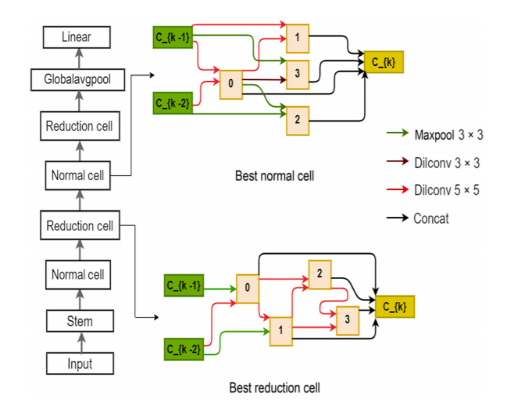 Linear
Globalavgpool
Reduction cell
Normal cell
Reduction cell
Normal cell
Stem
Input
C_{k -1}
C_{k -2}
0
1
3
2
C_{k}
Best normal cell
Maxpool 3 × 3
Dilconv 3 × 3
Dilconv 5 × 5
Concat
C_{k -1}
C_{k -2}
0
1
2
3
C_{k}
Best reduction cell